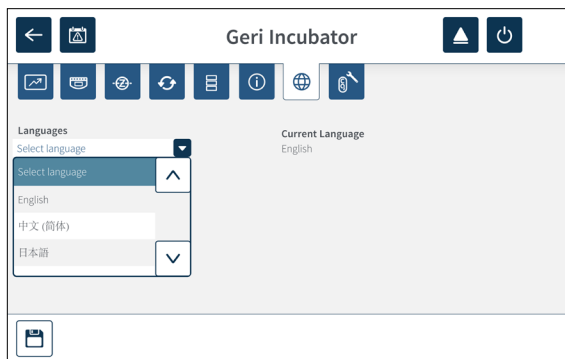 Geri Incubator
Languages
Select language
Select language
English
中文 (简体)
日本語
Current Language
English